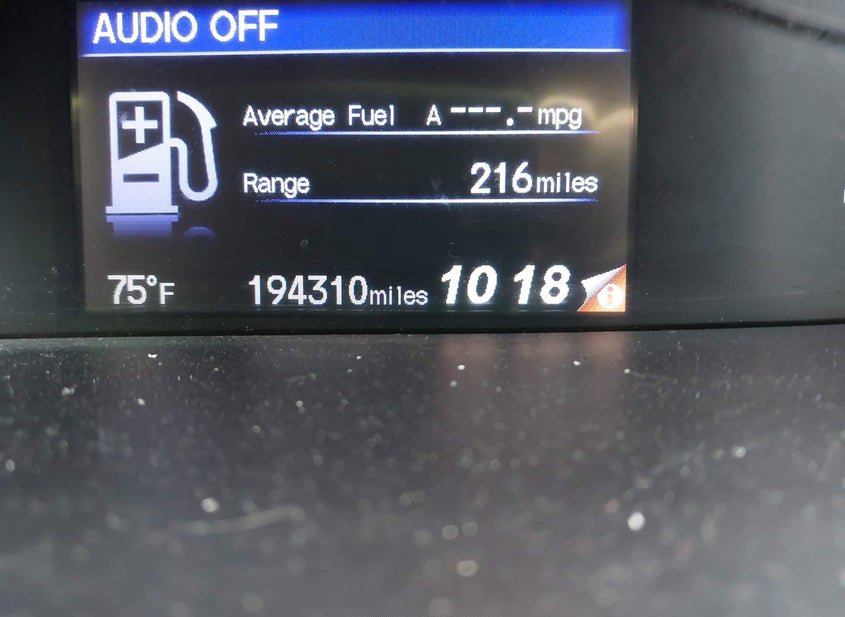 AUDIO OFF
Average Fuel A ---.- mpg
Range 216 miles
75°F 194310 miles 10 18 i